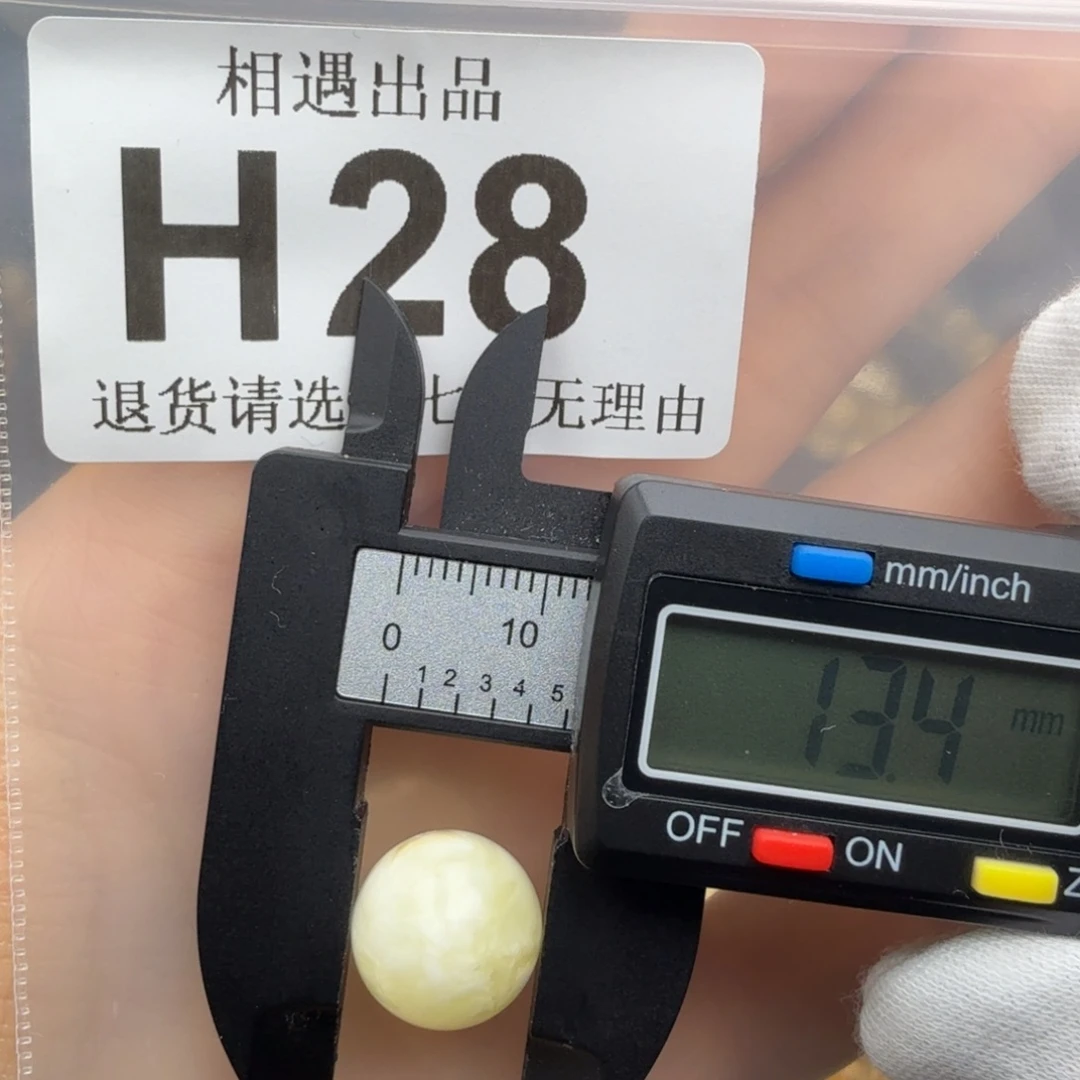 相遇出品
H28
退货请选 七 无理由
mm/inch
0 10
1 2 3 4 5
13.4 mm
OFF ON
Z